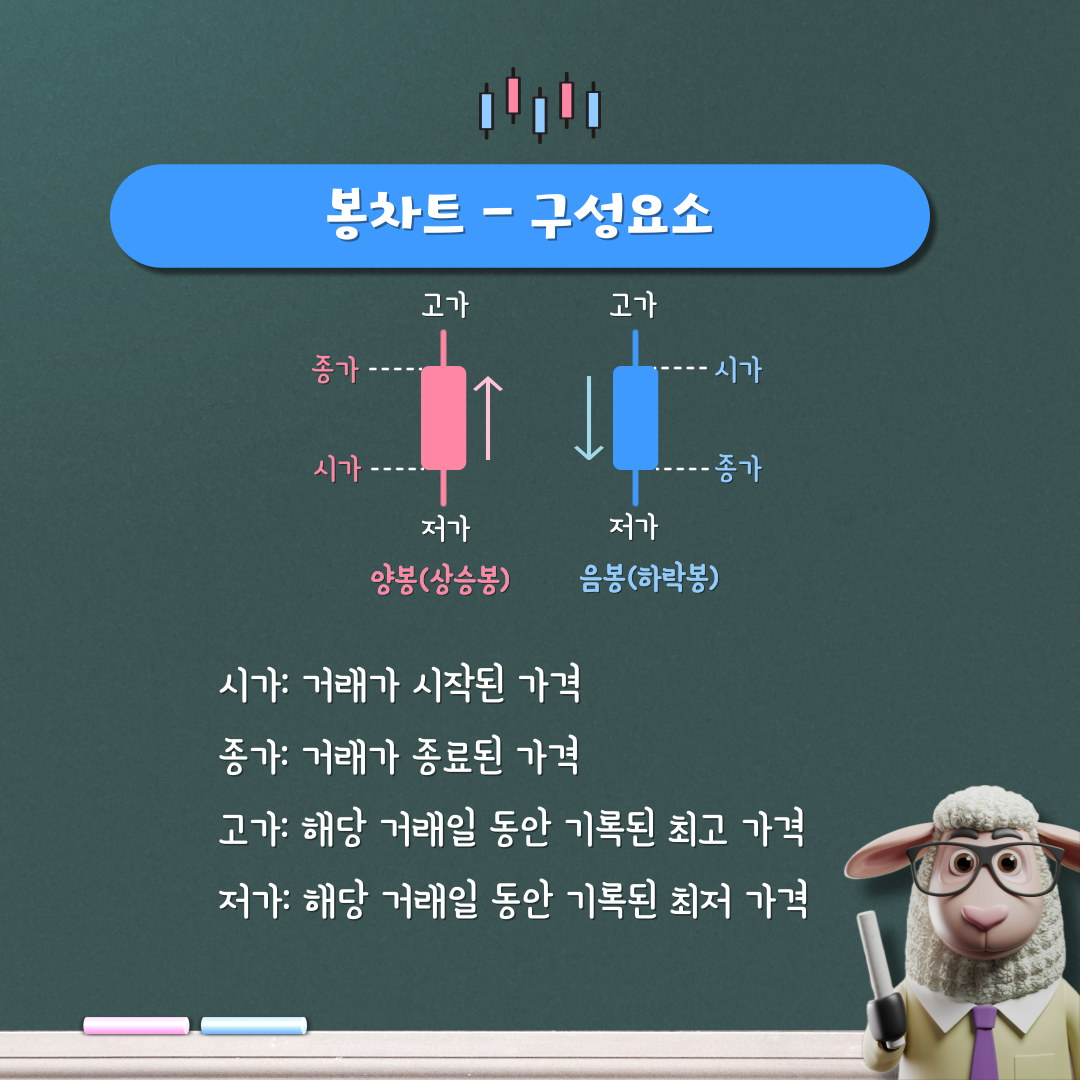 봉차트 - 구성요소
고가
고가
종가
시가
시가
종가
저가
저가
양봉(상승봉)
음봉(하락봉)
시가: 거래가 시작된 가격
종가: 거래가 종료된 가격
고가: 해당 거래일 동안 기록된 최고 가격
저가: 해당 거래일 동안 기록된 최저 가격